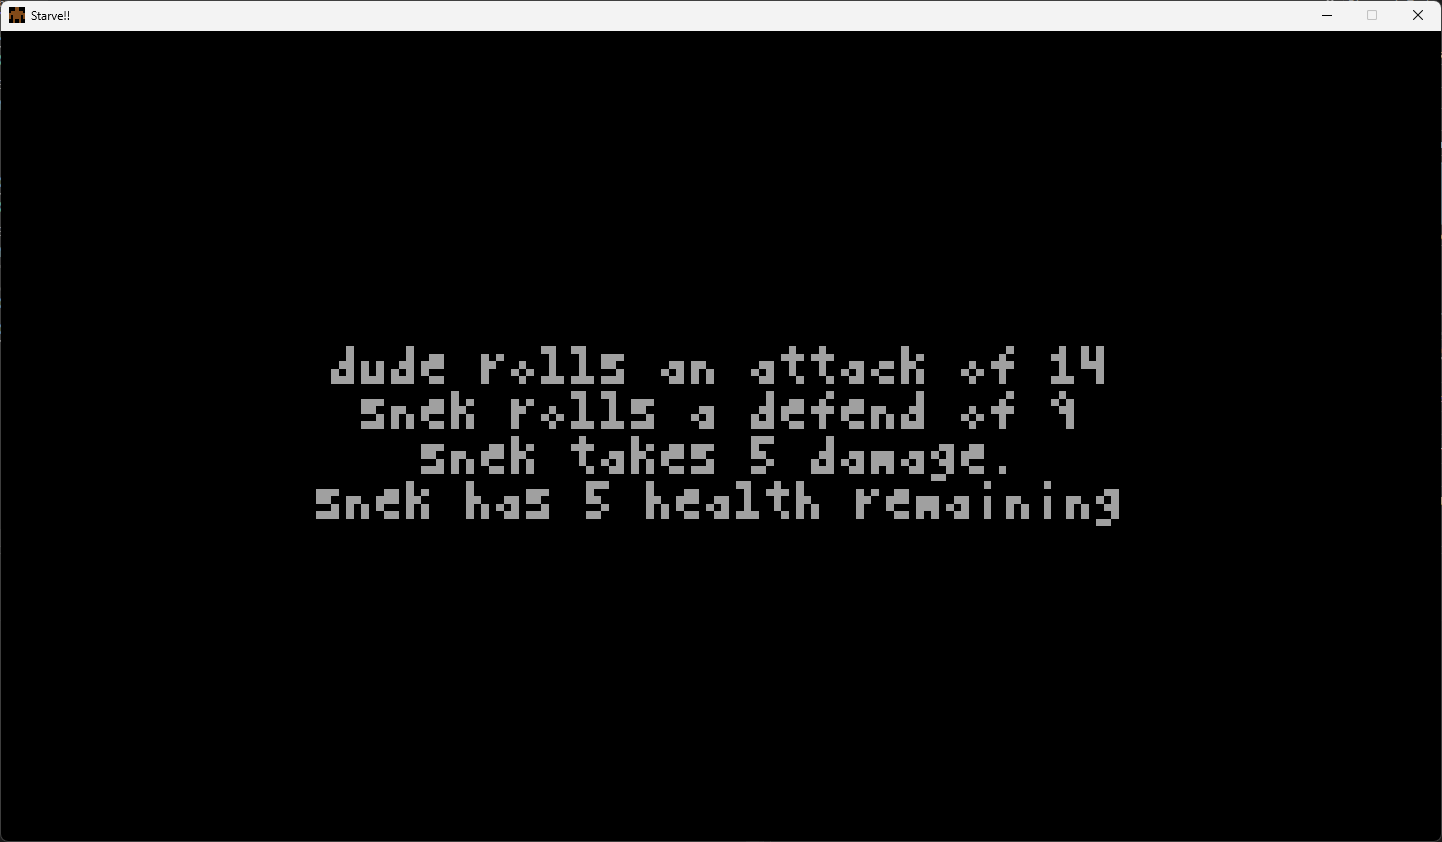 Starve!!
dude rolls an attack of 14
snek rolls a defend of 9
snek takes 5 damage.
snek has 5 health remaining